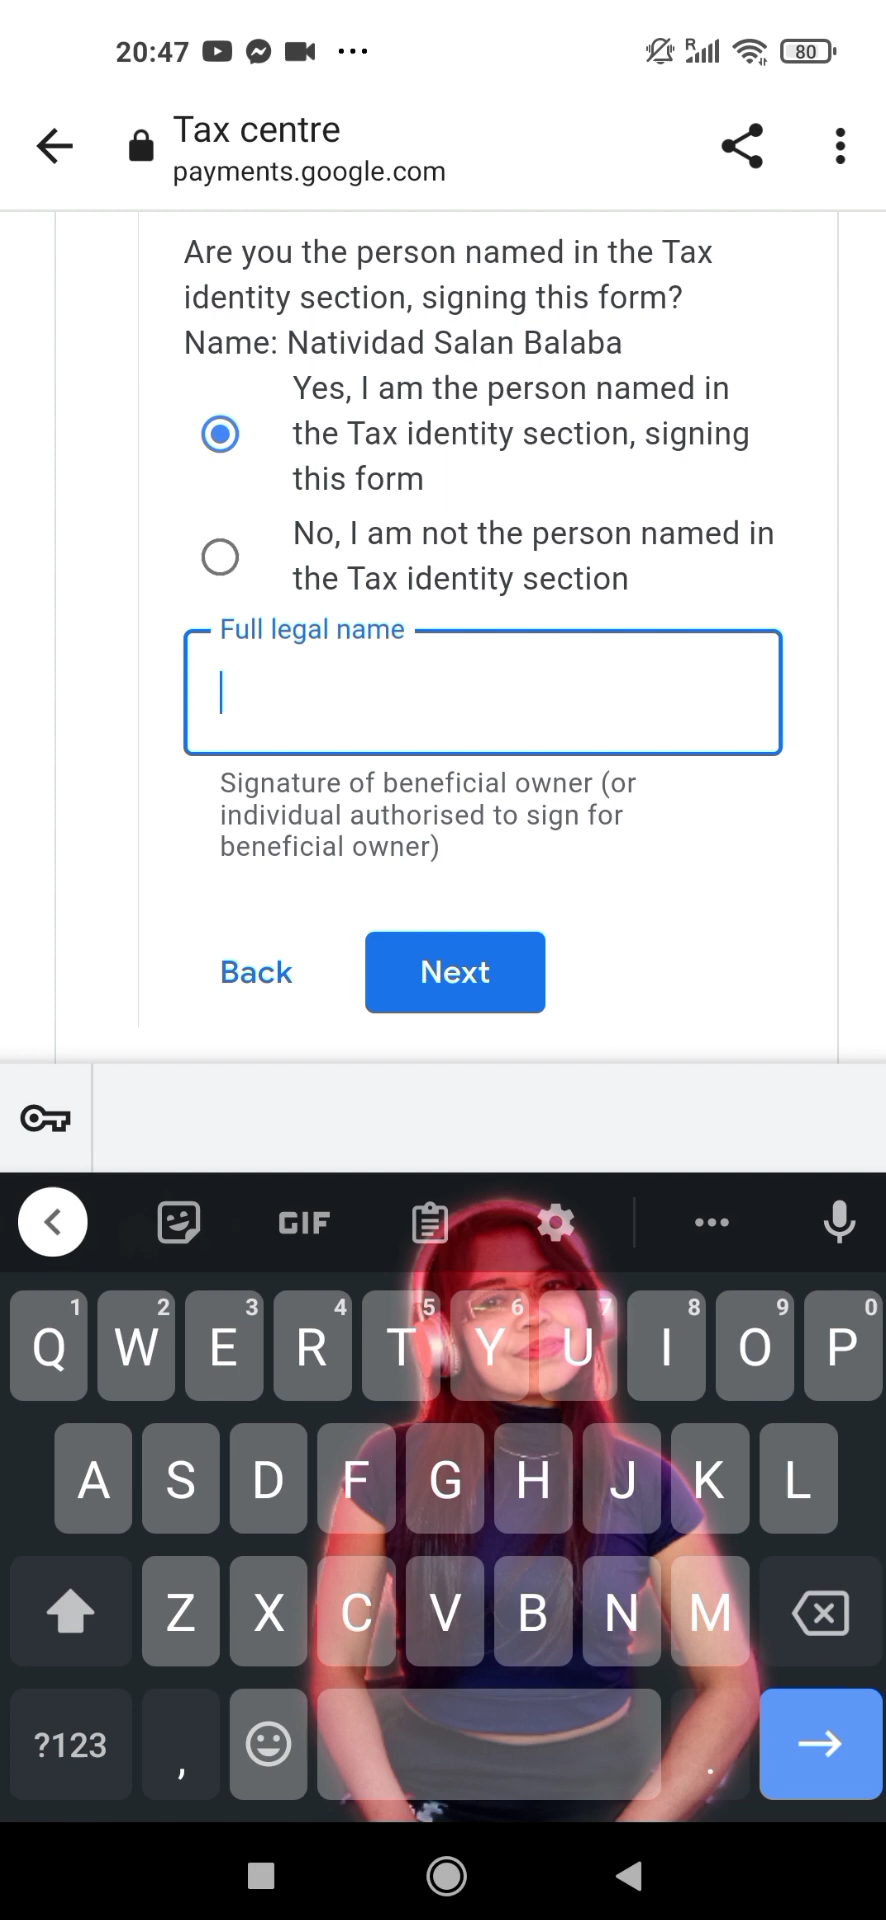 20:47
R
80
Tax centre
payments.google.com
Are you the person named in the Tax
identity section, signing this form?
Name: Natividad Salan Balaba
Yes, I am the person named in
the Tax identity section, signing
this form
No, I am not the person named in
the Tax identity section
Full legal name
Signature of beneficial owner (or
individual authorised to sign for
beneficial owner)
Back Next
GIF
1 2 3 4 5 6 7 8 9 0
Q W E R T Y U I O P
A S D F G H J K L
Z X C V B N M
?123 , .